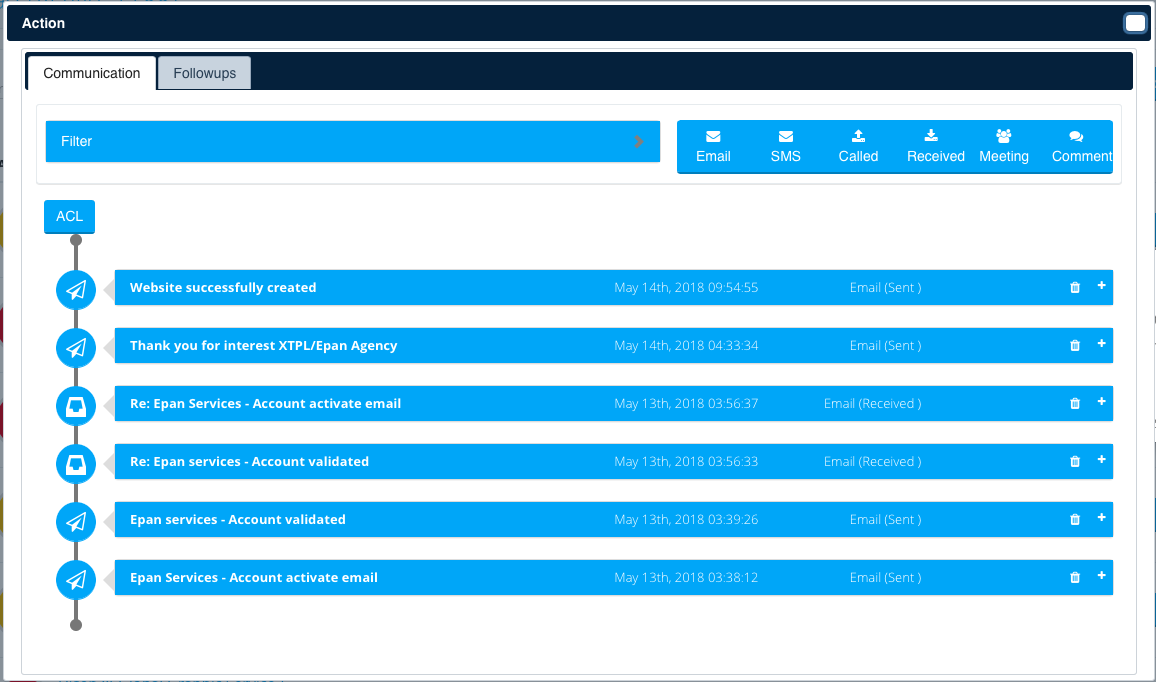 Action
Communication Followups
Filter
Email SMS Called Received Meeting Comment
ACL
Website successfully created May 14th, 2018 09:54:55 Email (Sent )
Thank you for interest XTPL/Epan Agency May 14th, 2018 04:33:34 Email (Sent )
Re: Epan Services - Account activate email May 13th, 2018 03:56:37 Email (Received )
Re: Epan services - Account validated May 13th, 2018 03:56:33 Email (Received )
Epan services - Account validated May 13th, 2018 03:39:26 Email (Sent )
Epan Services - Account activate email May 13th, 2018 03:38:12 Email (Sent )